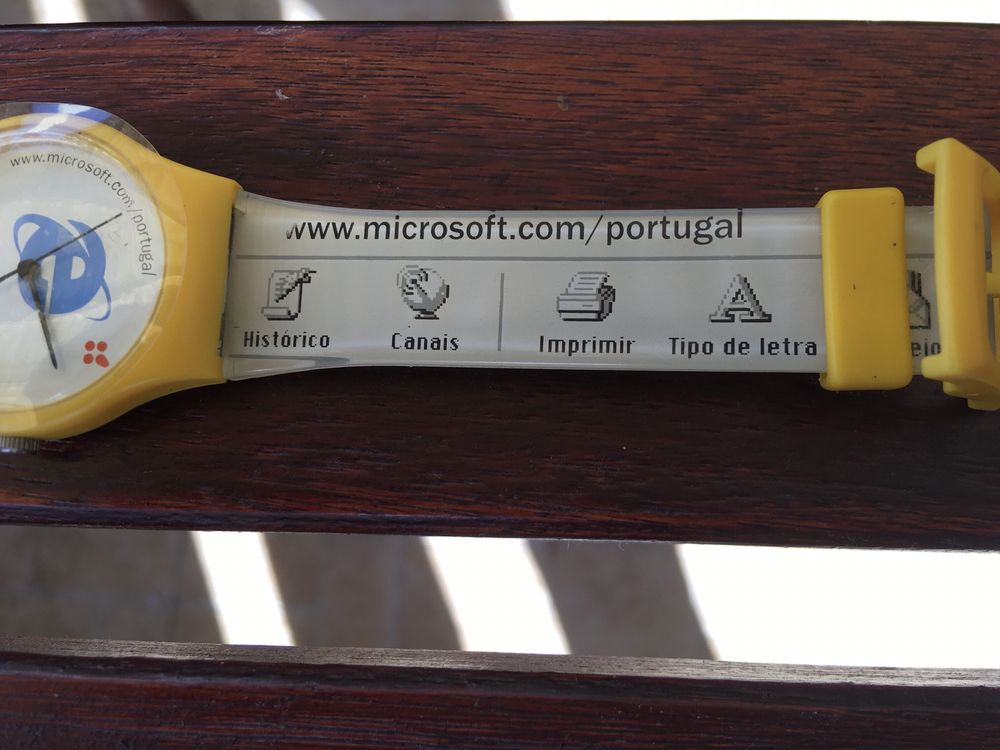 www.microsoft.com/portugal
www.microsoft.com/portugal
Histórico Canais Imprimir Tipo de letra